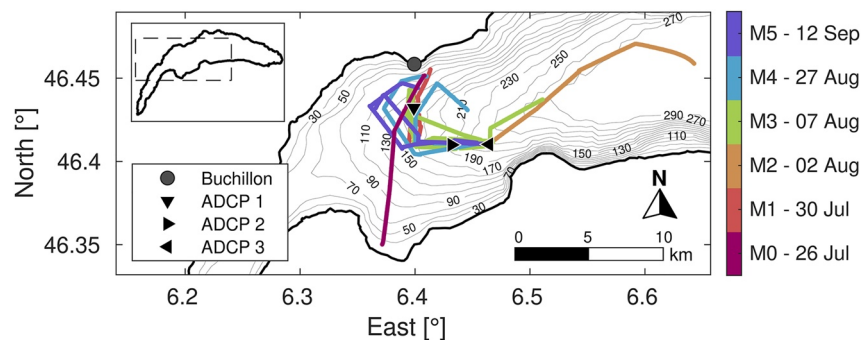 270
M5 - 12 Sep
46.45
250
230
50
30
210
M4 - 27 Aug
North [°]
110
130
150
290 270
110
M3 - 07 Aug
46.4
190
170
150
130
70
Buchillon
ADCP 1
ADCP 2
ADCP 3
70
90
90
30
50
N
M2 - 02 Aug
M1 - 30 Jul
46.35
0 5 10
km
M0 - 26 Jul
6.2 6.3 6.4 6.5 6.6
East [°]